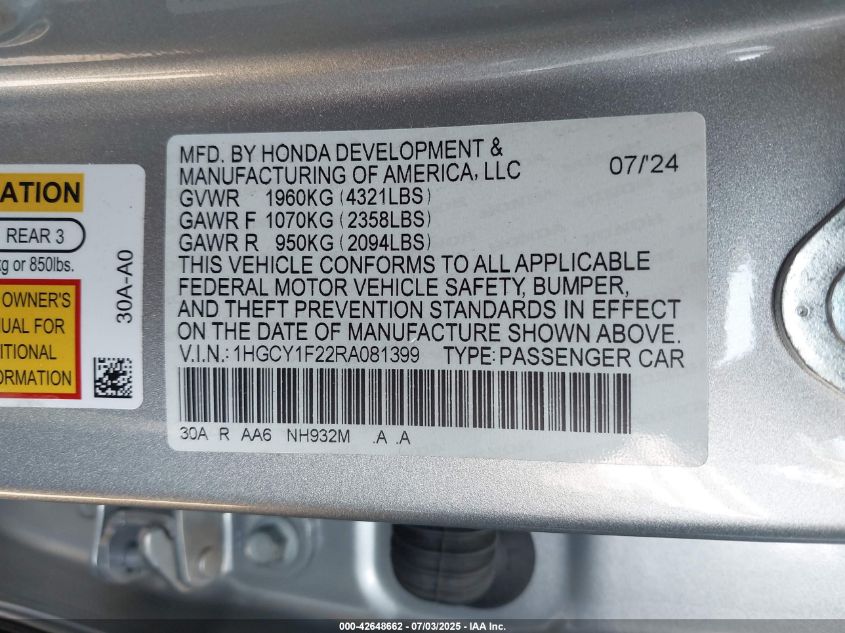 MFD. BY HONDA DEVELOPMENT &
MANUFACTURING OF AMERICA, LLC 07/'24
GVWR 1960KG (4321LBS)
GAWR F 1070KG (2358LBS)
GAWR R 950KG (2094LBS)
THIS VEHICLE CONFORMS TO ALL APPLICABLE
FEDERAL MOTOR VEHICLE SAFETY, BUMPER,
AND THEFT PREVENTION STANDARDS IN EFFECT
ON THE DATE OF MANUFACTURE SHOWN ABOVE.
V.I.N.: 1HGCY1F22RA081399 TYPE: PASSENGER CAR
30A R AA6 NH932M .A .A
ATION
REAR 3
kg or 850lbs.
OWNER'S
UAL FOR
ITIONAL
ORMATION
30A-A0
000-42648662 - 07/03/2025 - IAA Inc.